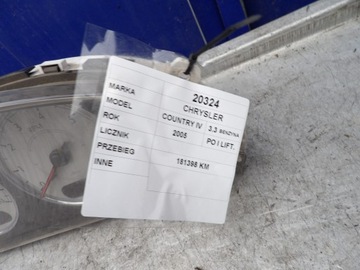 20324
MARKA CHRYSLER
MODEL COUNTRY IV 3.3 BENZYNA
ROK 2005 PO I LIFT.
LICZNIK
PRZEBIEG 181398 KM
INNE